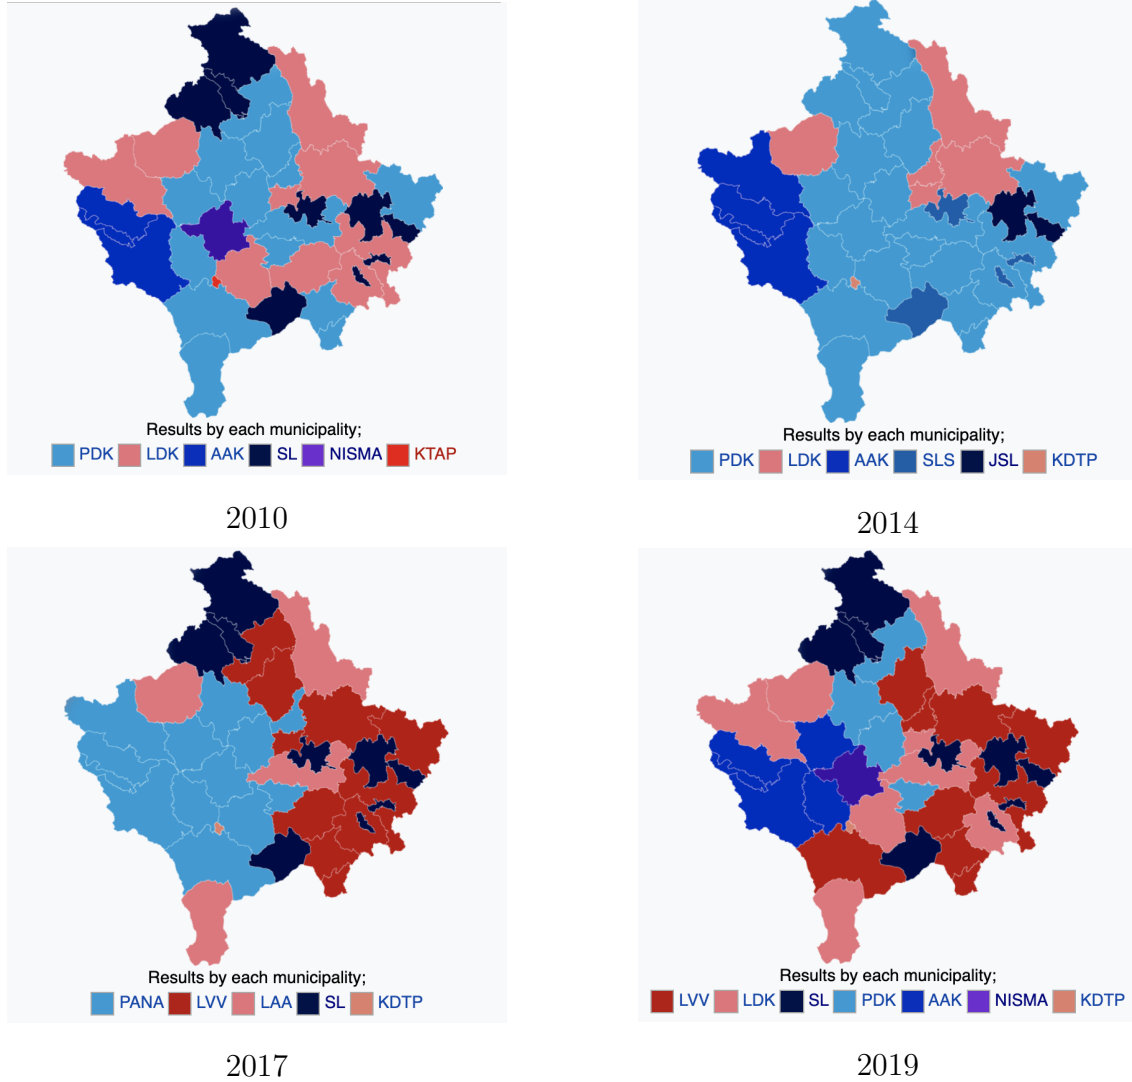 Results by each municipality;
PDK LDK AAK SL NISMA KTAP
2010
Results by each municipality;
PDK LDK AAK SLS JSL KDTP
2014
Results by each municipality;
PANA LVV LAA SL KDTP
2017
Results by each municipality;
LVV LDK SL PDK AAK NISMA KDTP
2019